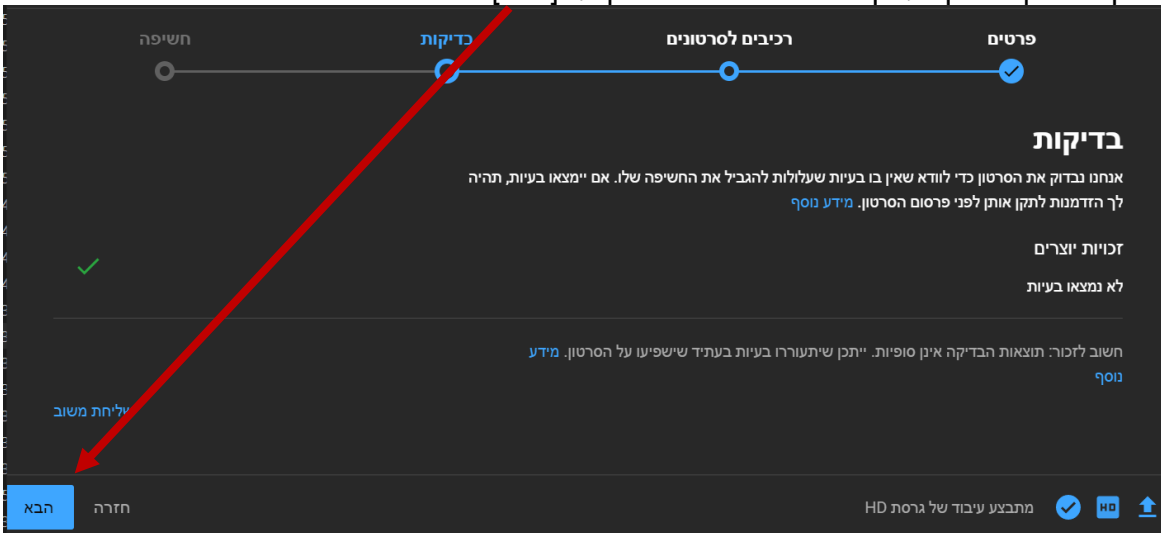 פרטים
רכיבים לסרטונים
בדיקות
חשיפה
בדיקות
אנחנו נבדוק את הסרטון כדי לוודא שאין בו בעיות שעלולות להגביל את החשיפה שלו. אם יימצאו בעיות, תהיה
לך הזדמנות לתקן אותן לפני פרסום הסרטון. מידע נוסף
זכויות יוצרים
לא נמצאו בעיות
חשוב לזכור: תוצאות הבדיקה אינן סופיות. ייתכן שיתעוררו בעיות בעתיד שישפיעו על הסרטון. מידע
נוסף
משוב
HD
מתבצע עיבוד של גרסת HD
חזרה
הבא